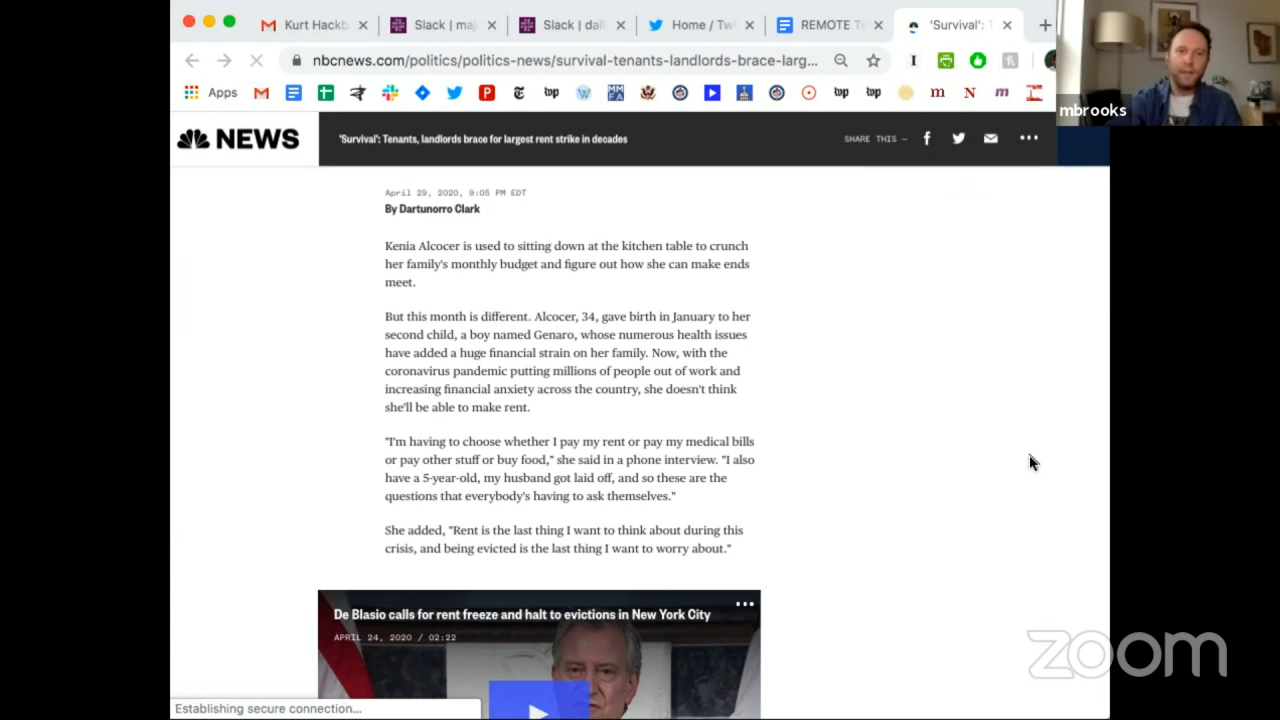 Kurt Hackb
Slack | maj
Slack | dail
Home / Tw
REMOTE T
'Survival': T
nbcnews.com/politics/politics-news/survival-tenants-landlords-brace-larg...
Apps
mbrooks
NEWS
'Survival': Tenants, landlords brace for largest rent strike in decades
SHARE THIS —
April 29, 2020, 9:05 PM EDT
By Dartunorro Clark
Kenia Alcocer is used to sitting down at the kitchen table to crunch
her family's monthly budget and figure out how she can make ends
meet.
But this month is different. Alcocer, 34, gave birth in January to her
second child, a boy named Genaro, whose numerous health issues
have added a huge financial strain on her family. Now, with the
coronavirus pandemic putting millions of people out of work and
increasing financial anxiety across the country, she doesn't think
she'll be able to make rent.
"I'm having to choose whether I pay my rent or pay my medical bills
or pay other stuff or buy food," she said in a phone interview. "I also
have a 5-year-old, my husband got laid off, and so these are the
questions that everybody's having to ask themselves."
She added, "Rent is the last thing I want to think about during this
crisis, and being evicted is the last thing I want to worry about."
De Blasio calls for rent freeze and halt to evictions in New York City
APRIL 24, 2020 / 02:22
zoom
Establishing secure connection...